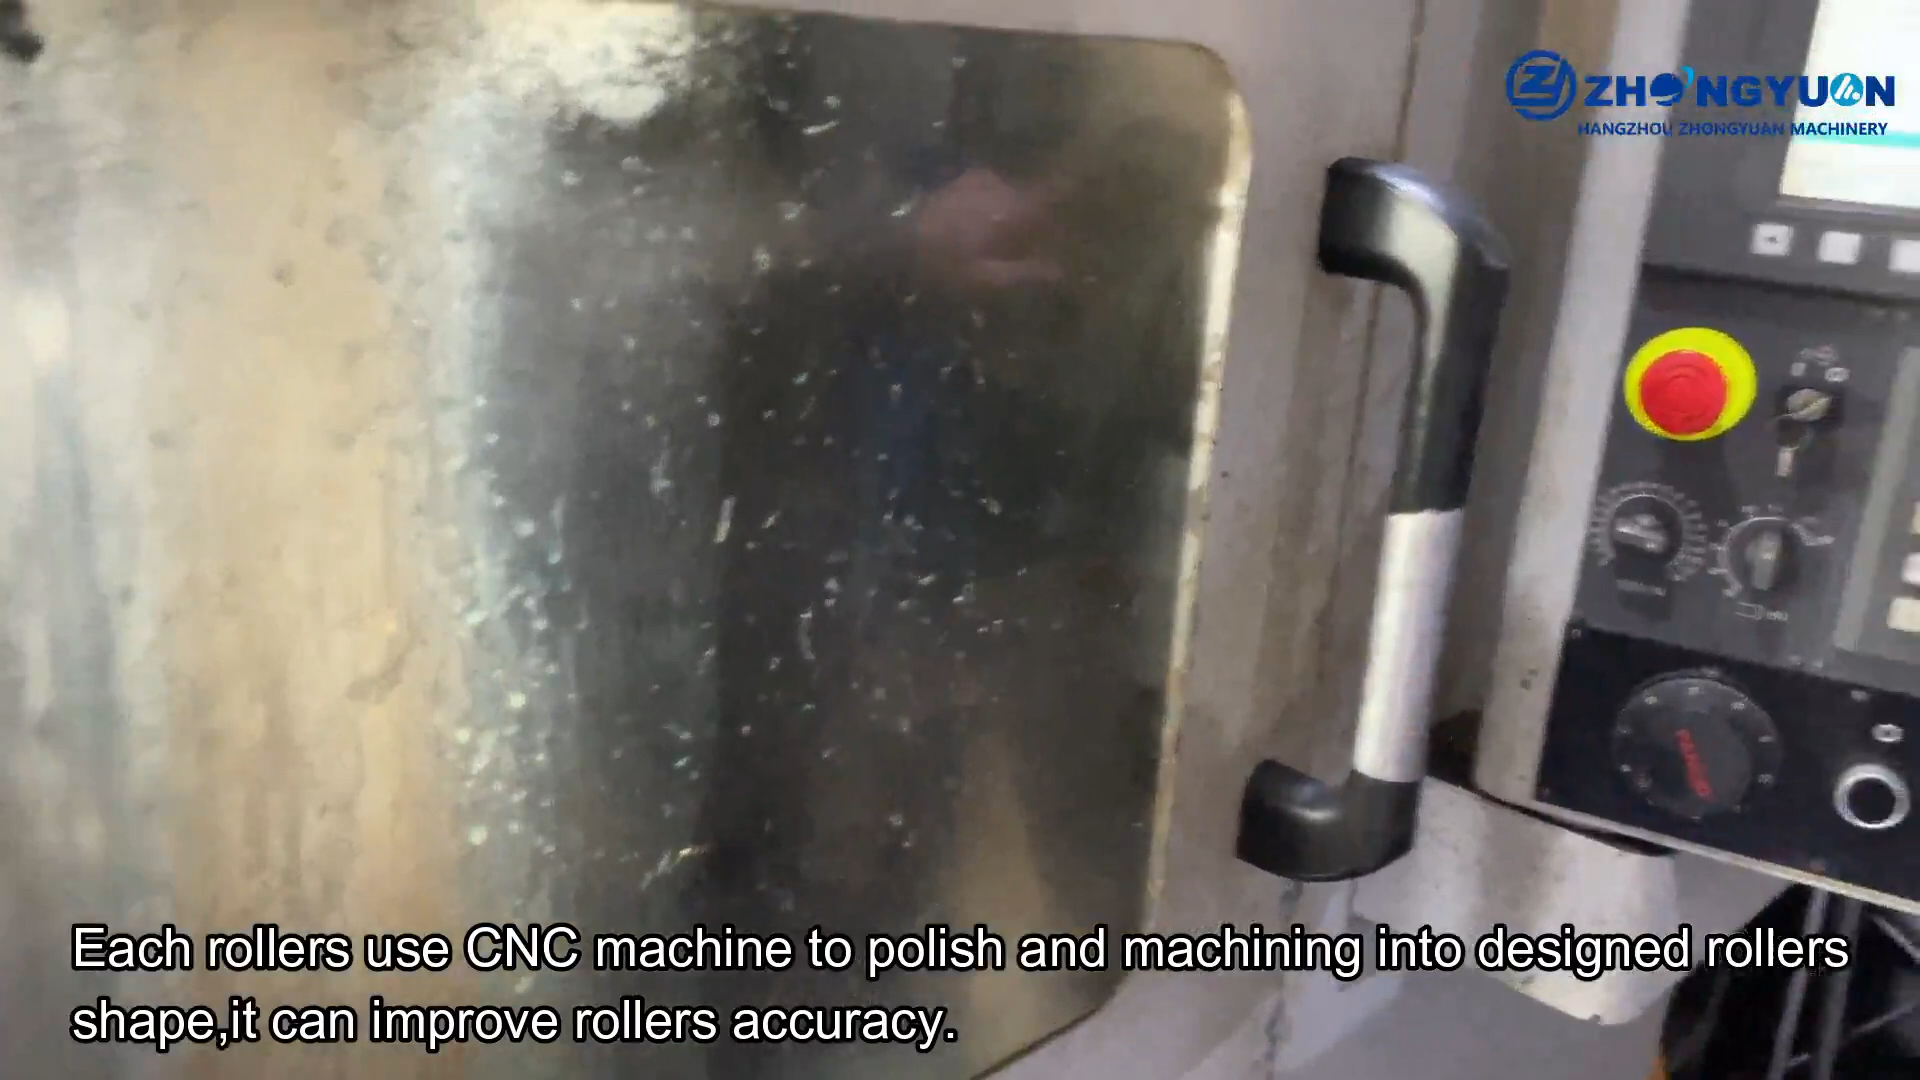 ZHONGYUAN
HANGZHOU ZHONGYUAN MACHINERY
FANUC
Each rollers use CNC machine to polish and machining into designed rollers
shape,it can improve rollers accuracy.